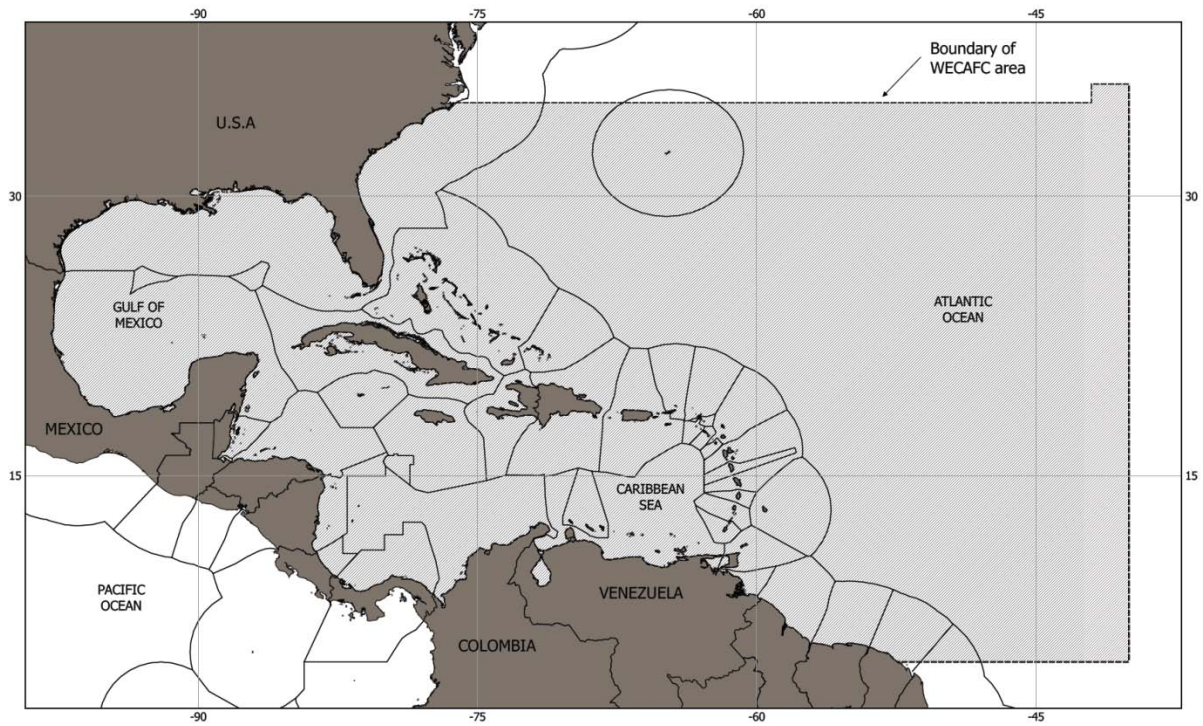 -90 -75 -60 -45
Boundary of
WECAFC area
U.S.A
30 30
GULF OF
MEXICO
ATLANTIC
OCEAN
MEXICO
15 15
CARIBBEAN
SEA
PACIFIC
OCEAN
VENEZUELA
COLOMBIA
-90 -75 -60 -45